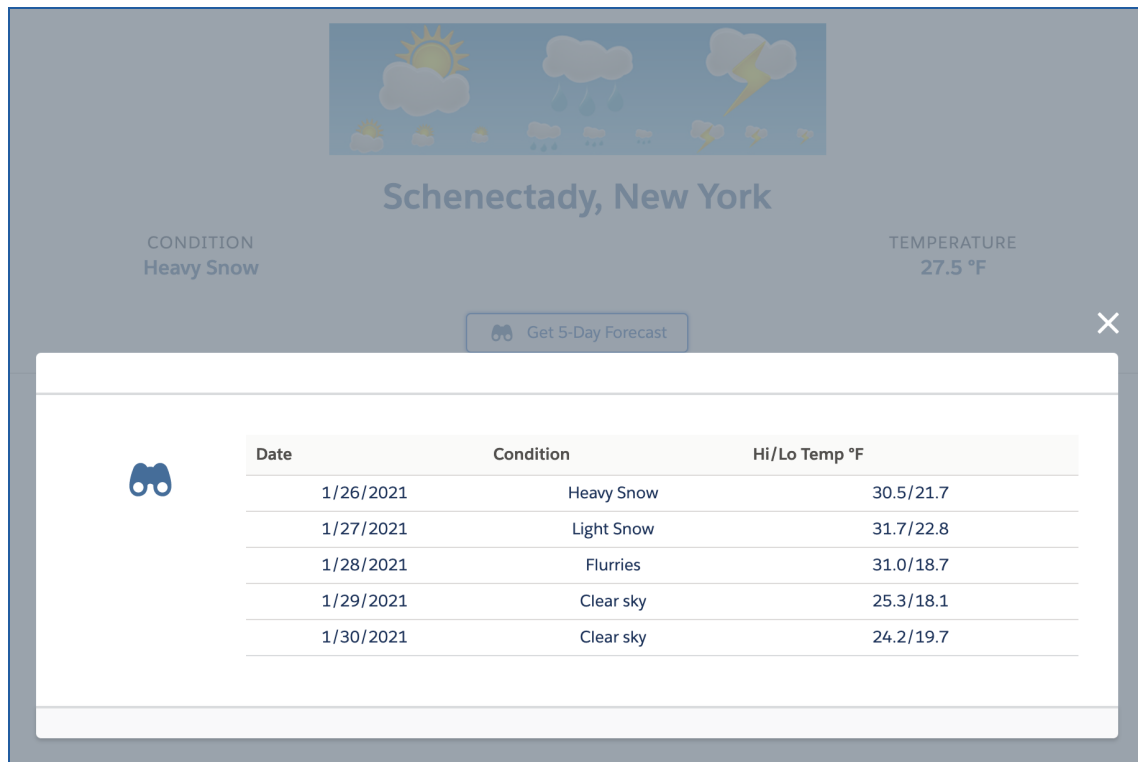 Schenectady, New York
CONDITION TEMPERATURE
Heavy Snow 27.5 °F
Get 5-Day Forecast
Date Condition Hi/Lo Temp °F
1/26/2021 Heavy Snow 30.5/21.7
1/27/2021 Light Snow 31.7/22.8
1/28/2021 Flurries 31.0/18.7
1/29/2021 Clear sky 25.3/18.1
1/30/2021 Clear sky 24.2/19.7